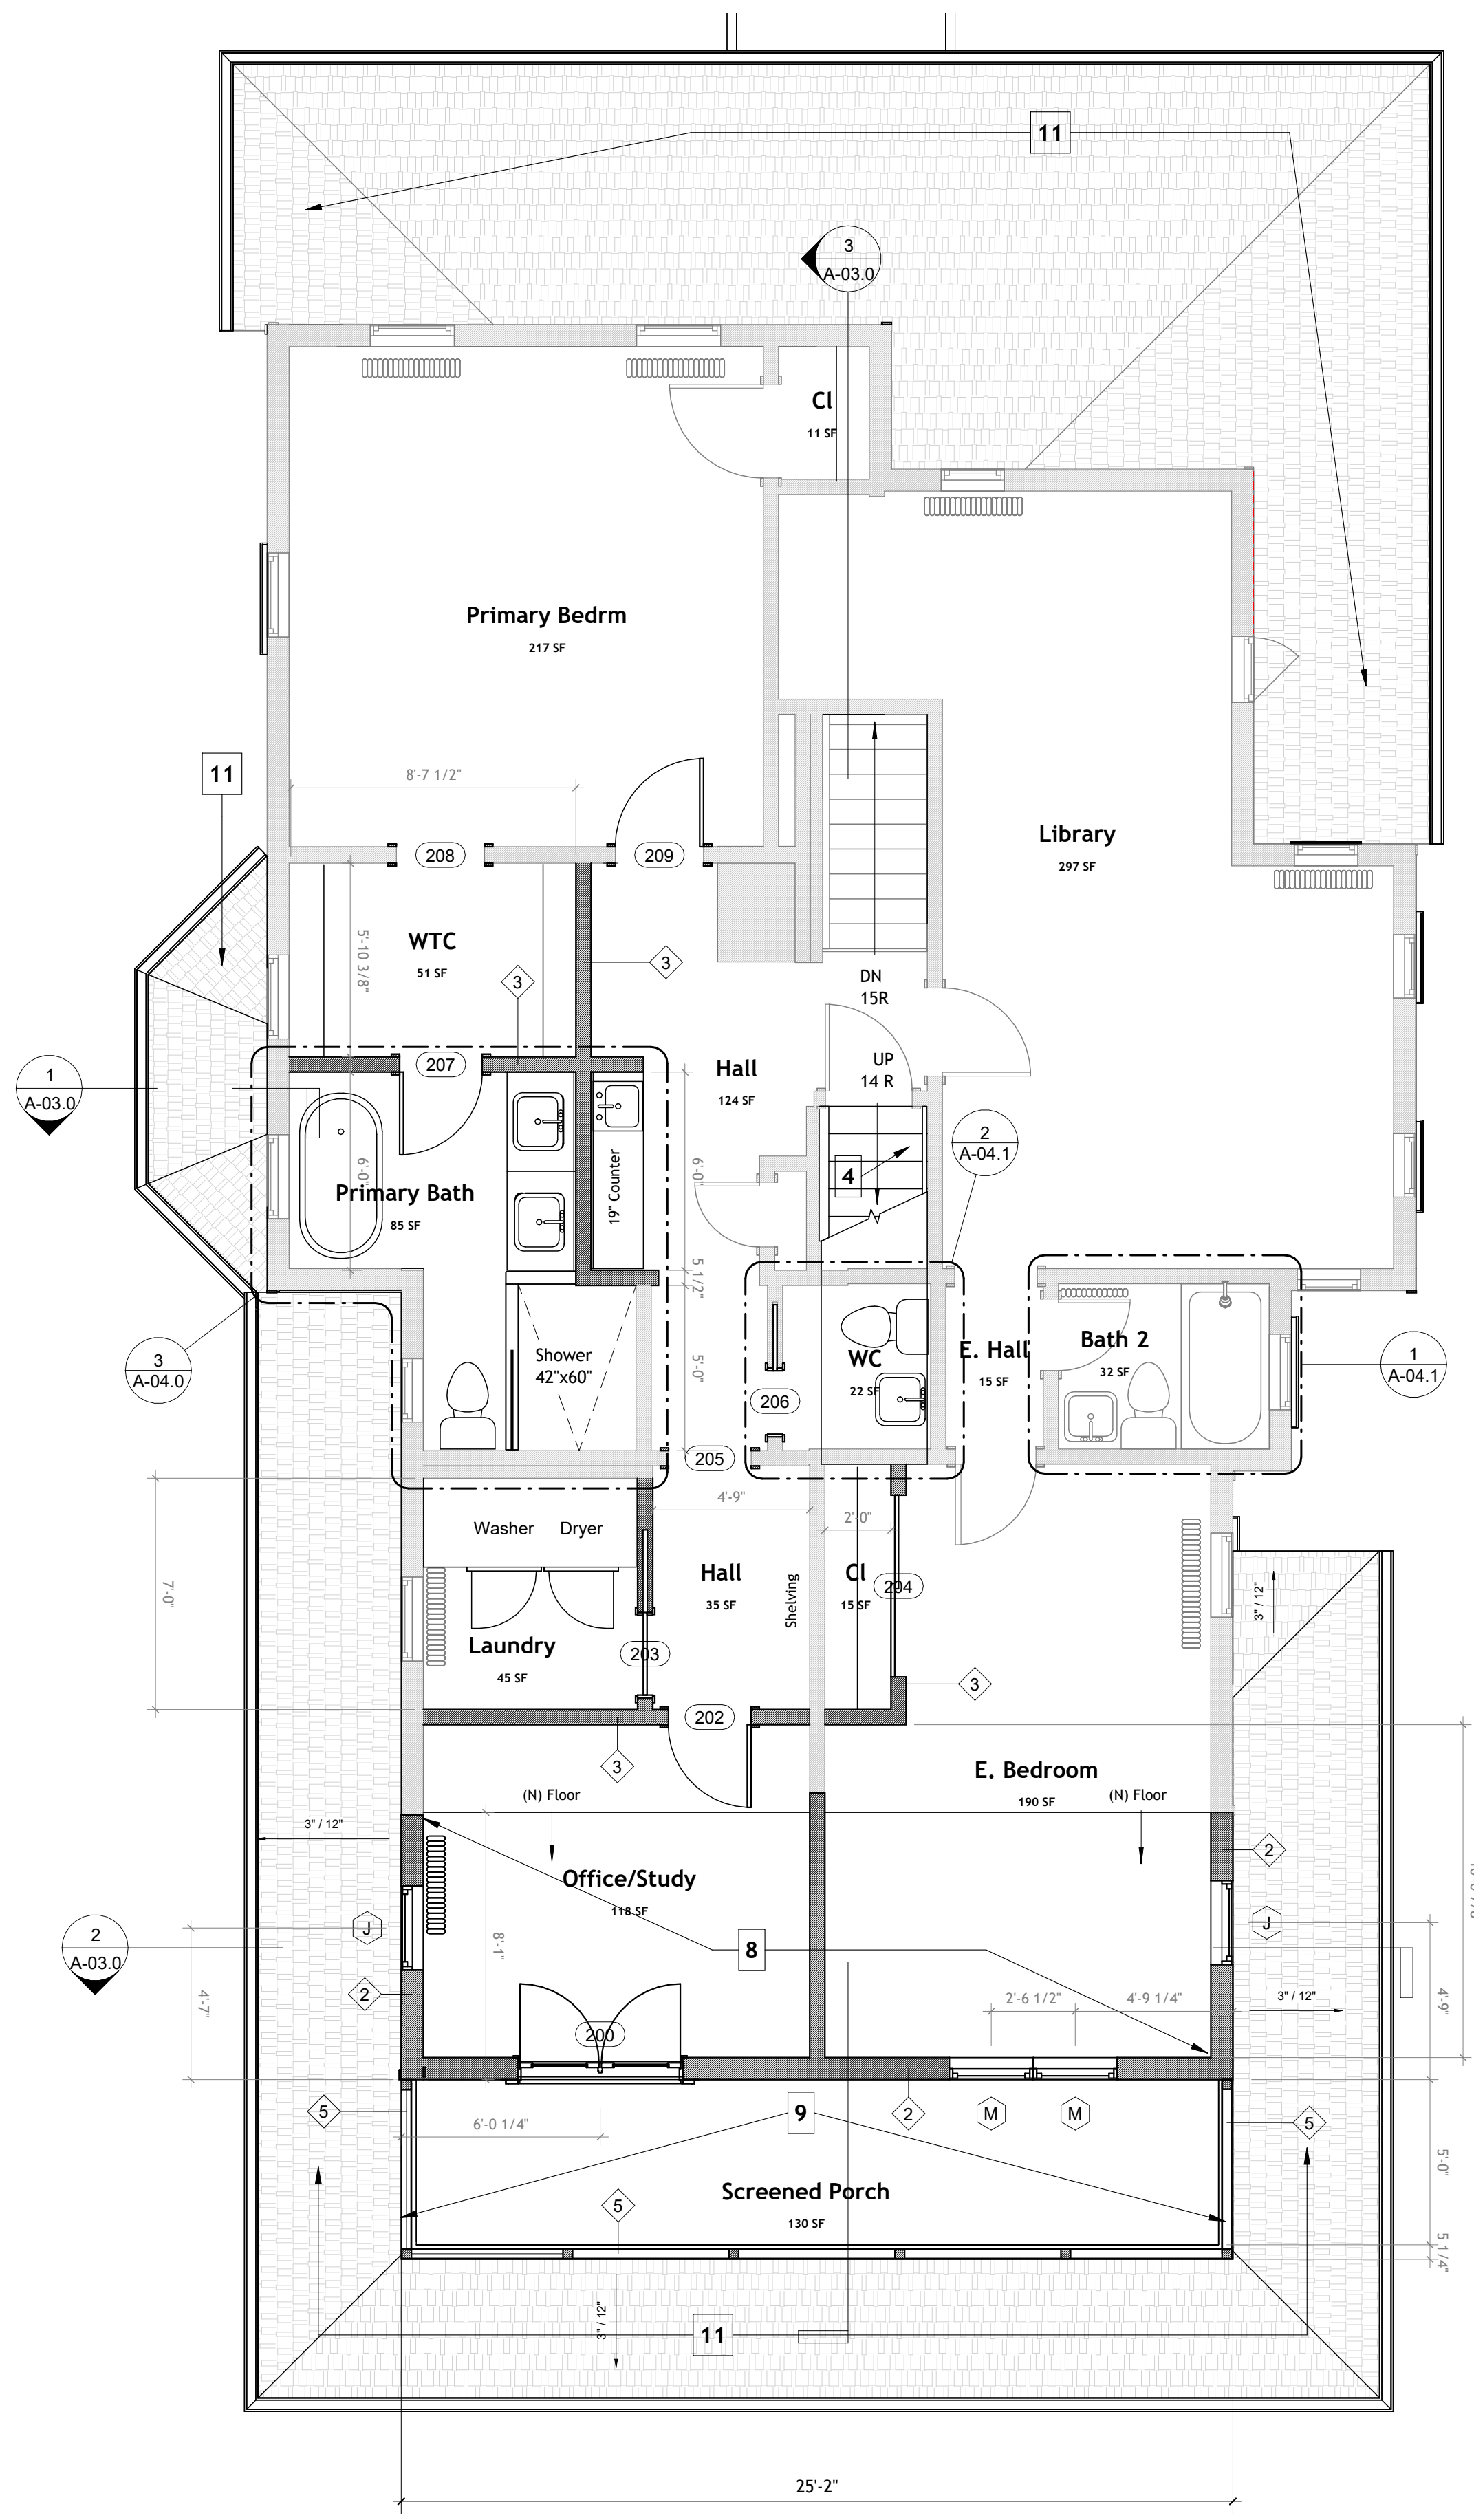 11
3
A-03.0
Cl
11 SF
Primary Bedrm
217 SF
11
8'-7 1/2"
Library
297 SF
208
209
WTC
51 SF
5'-10 3/8"
3
3
DN
15R
207
UP
14 R
Hall
124 SF
1
A-03.0
2
A-04.1
4
19" Counter
6'-0"
6'-0"
Primary Bath
85 SF
5 1/2"
3
A-04.0
Shower
42"x60"
5'-0"
WC
22 SF
E. Hall
15 SF
Bath 2
32 SF
1
A-04.1
206
205
4'-9"
2'-0"
Washer
Dryer
7'-0"
Hall
35 SF
Shelving
Cl
15 SF
204
3" / 12"
Laundry
45 SF
203
3
202
3
E. Bedroom
190 SF
(N) Floor
(N) Floor
3" / 12"
2
Office/Study
118 SF
J
J
8
8'-1"
2
A-03.0
2
4'-7"
2'-6 1/2"
4'-9 1/4"
3" / 12"
4'-9"
200
5
6'-0 1/4"
9
2
M
M
5
5'-0"
Screened Porch
130 SF
5
5 1/4"
3" / 12"
11
25'-2"